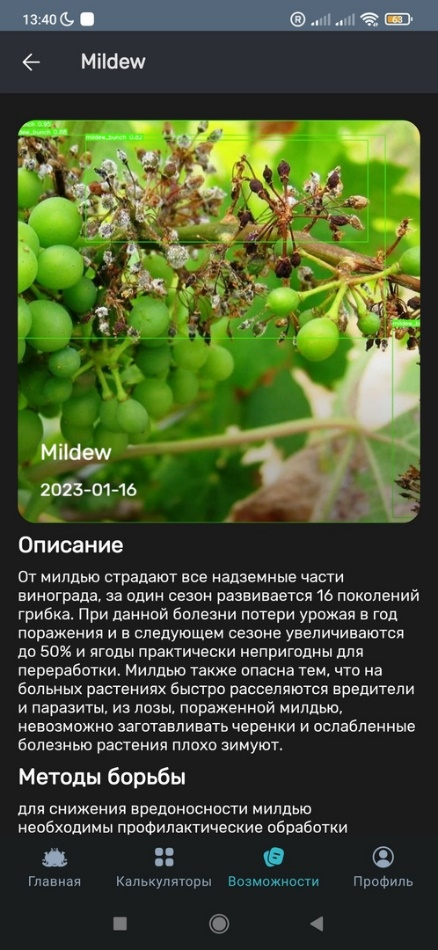 13:40
R
63
Mildew
mildew_bunch 0.82
Mildew
2023-01-16
Описание
От милдью страдают все надземные части
винограда, за один сезон развивается 16 поколений
грибка. При данной болезни потери урожая в год
поражения и в следующем сезоне увеличиваются
до 50% и ягоды практически непригодны для
переработки. Милдью также опасна тем, что на
больных растениях быстро расселяются вредители
и паразиты, из лозы, пораженной милдью,
невозможно заготавливать черенки и ослабленные
болезнью растения плохо зимуют.
Методы борьбы
для снижения вредоносности милдью
необходимы профилактические обработки
Главная Калькуляторы Возможности Профиль